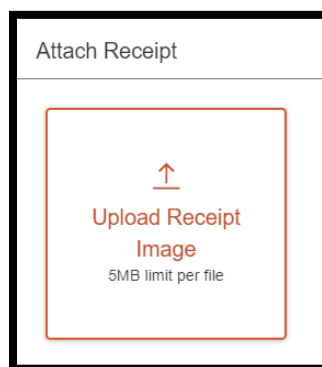 Attach Receipt
Upload Receipt
Image
5MB limit per file